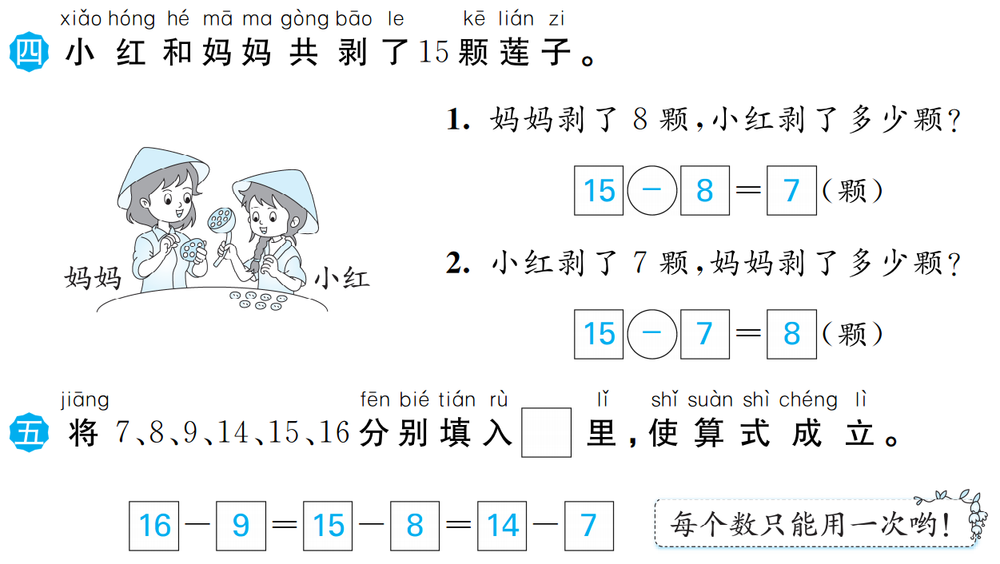 xiǎo hóng hé mā ma gòng bāo le kē lián zi
四 小红和妈妈共剥了15颗莲子。
1. 妈妈剥了8颗,小红剥了多少颗?
15 - 8 = 7 (颗)
妈妈 小红
2. 小红剥了7颗,妈妈剥了多少颗?
15 - 7 = 8 (颗)
jiāng fēn bié tián rù lǐ shǐ suàn shì chéng lì
五 将7、8、9、14、15、16分别填入□里,使算式成立。
16 - 9 = 15 - 8 = 14 - 7
每个数只能用一次哟!